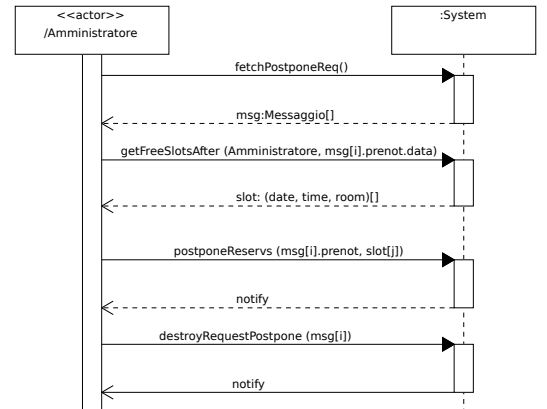 <<actor>>
/Amministratore
:System
fetchPostponeReq()
msg:Messaggio[]
getFreeSlotsAfter (Amministratore, msg[i].prenot.data)
slot: (date, time, room)[]
postponeReservs (msg[i].prenot, slot[j])
notify
destroyRequestPostpone (msg[i])
notify